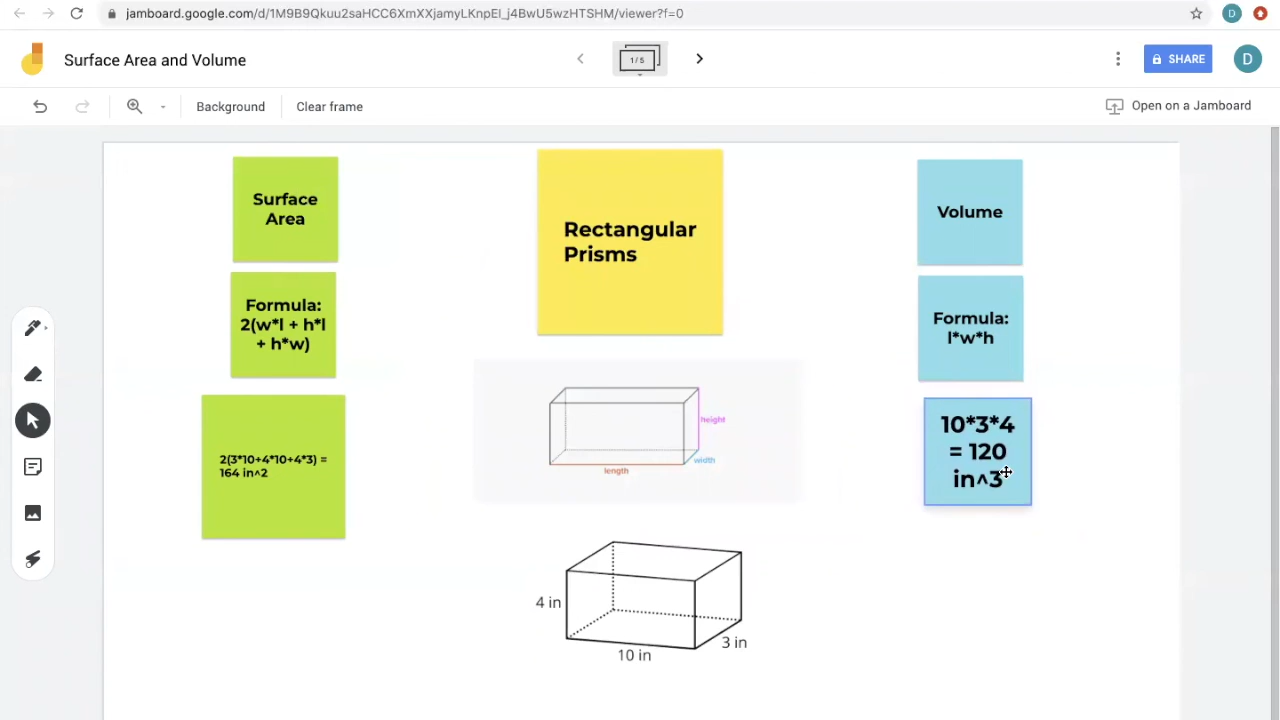 jamboard.google.com/d/1M9B9Qkuu2saHCC6XmXXjamyLKnpEI_j4BwU5wzHTSHM/viewer?f=0
D
Surface Area and Volume
1 / 5
SHARE
D
Background
Clear frame
Open on a Jamboard
Surface
Area
Rectangular
Prisms
Volume
Formula:
2(w*l + h*l
+ h*w)
Formula:
l*w*h
2(3*10+4*10+4*3) =
164 in^2
height
width
length
10*3*4
= 120
in^3
4 in
3 in
10 in